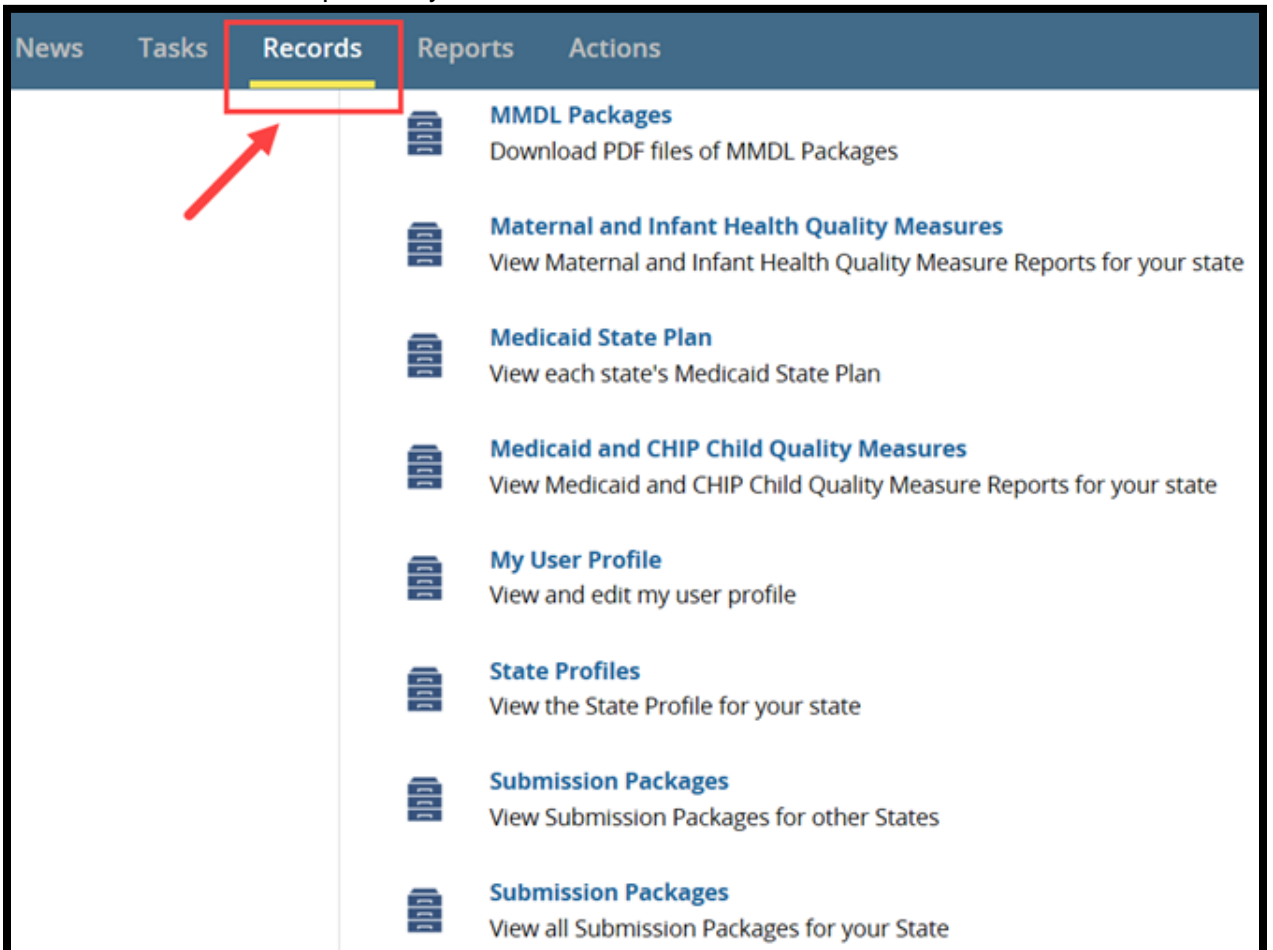 News Tasks Records Reports Actions
MMDL Packages
Download PDF files of MMDL Packages
Maternal and Infant Health Quality Measures
View Maternal and Infant Health Quality Measure Reports for your state
Medicaid State Plan
View each state's Medicaid State Plan
Medicaid and CHIP Child Quality Measures
View Medicaid and CHIP Child Quality Measure Reports for your state
My User Profile
View and edit my user profile
State Profiles
View the State Profile for your state
Submission Packages
View Submission Packages for other States
Submission Packages
View all Submission Packages for your State